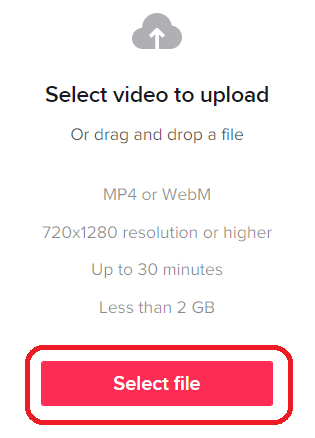 Select video to upload
Or drag and drop a file
MP4 or WebM
720x1280 resolution or higher
Up to 30 minutes
Less than 2 GB
Select file